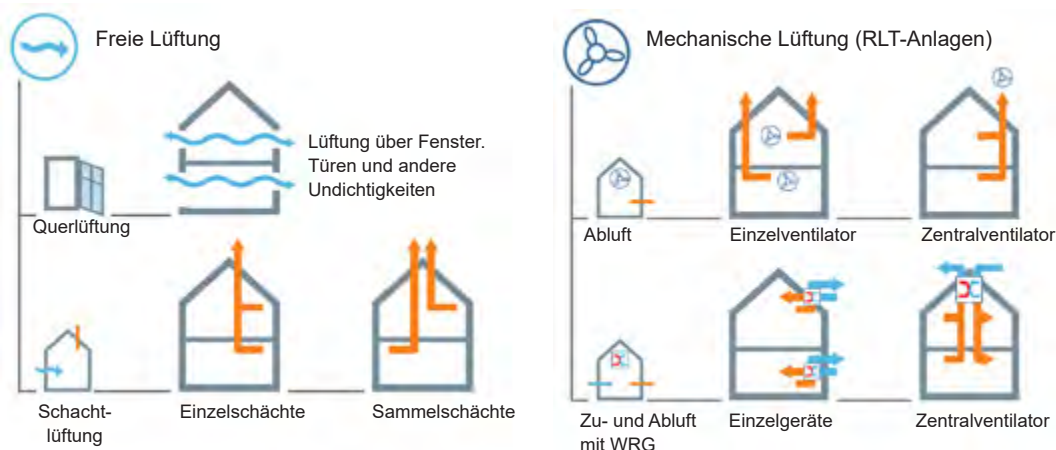 Freie Lüftung
Lüftung über Fenster.
Türen und andere
Undichtigkeiten
Querlüftung
Schacht-
lüftung
Einzelschächte
Sammelschächte
Mechanische Lüftung (RLT-Anlagen)
Abluft
Einzelventilator
Zentralventilator
Zu- und Abluft
mit WRG
Einzelgeräte
Zentralventilator